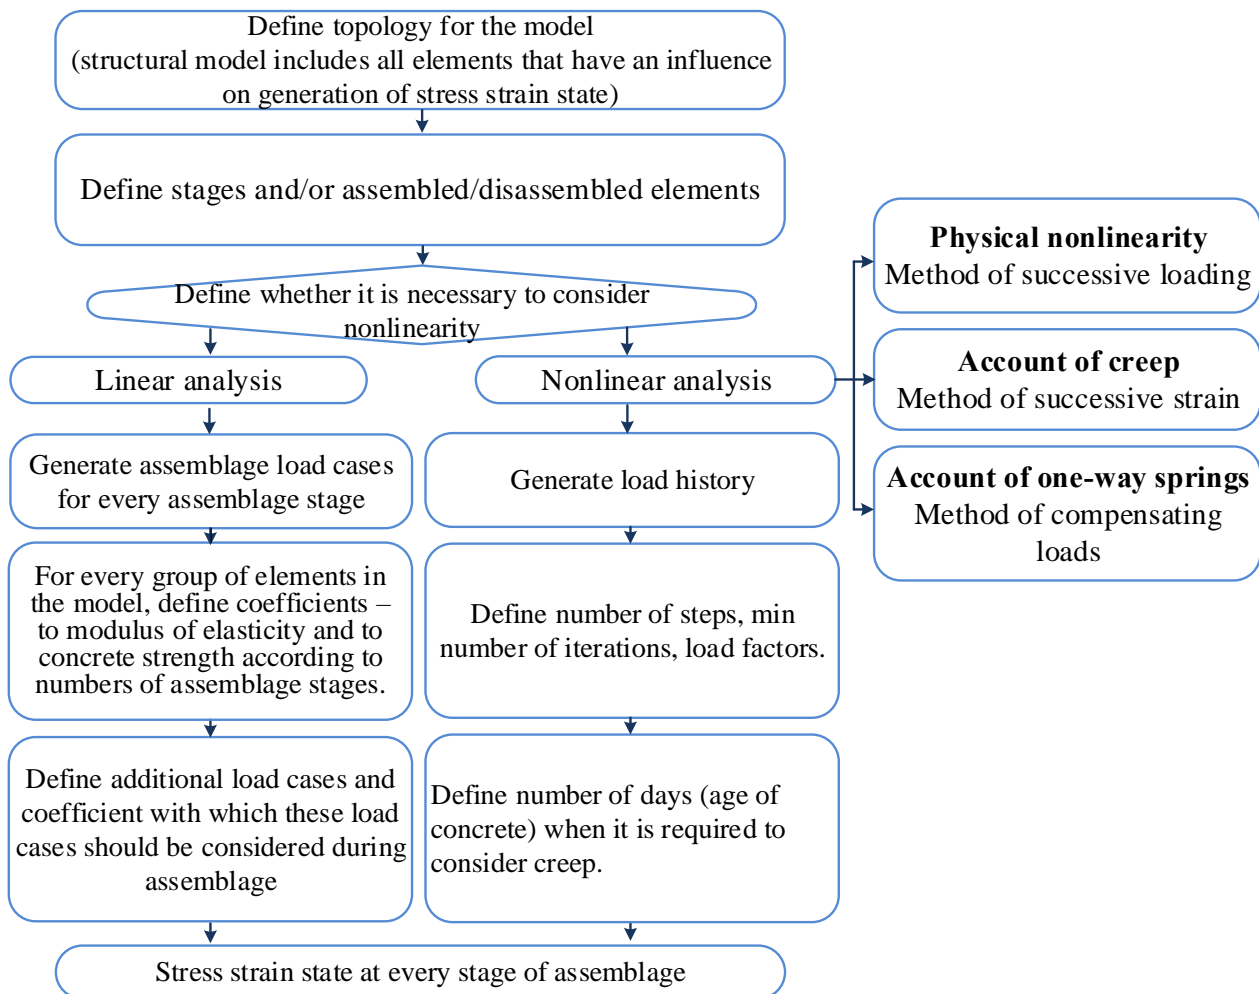 Define topology for the model
(structural model includes all elements that have an influence
on generation of stress strain state)
Define stages and/or assembled/disassembled elements
Define whether it is necessary to consider
nonlinearity
Linear analysis
Nonlinear analysis
Physical nonlinearity
Method of successive loading
Account of creep
Method of successive strain
Account of one-way springs
Method of compensating
loads
Generate assemblage load cases
for every assemblage stage
For every group of elements in
the model, define coefficients –
to modulus of elasticity and to
concrete strength according to
numbers of assemblage stages.
Define additional load cases and
coefficient with which these load
cases should be considered during
assemblage
Generate load history
Define number of steps, min
number of iterations, load factors.
Define number of days (age of
concrete) when it is required to
consider creep.
Stress strain state at every stage of assemblage